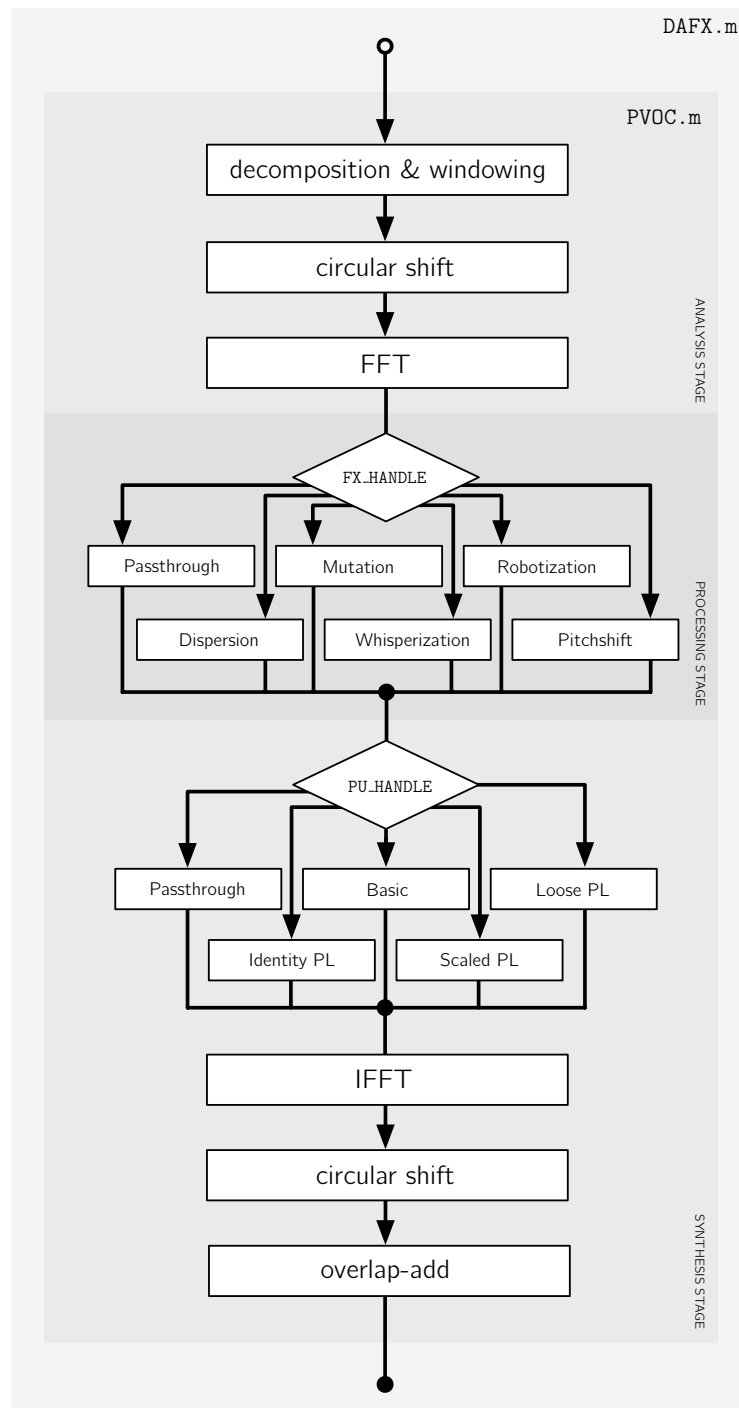 DAFX.m
PVOC.m
decomposition & windowing
circular shift
FFT
ANALYSIS STAGE
FX_HANDLE
Passthrough
Mutation
Robotization
Dispersion
Whisperization
Pitchshift
PROCESSING STAGE
PU_HANDLE
Passthrough
Basic
Loose PL
Identity PL
Scaled PL
IFFT
circular shift
overlap-add
SYNTHESIS STAGE